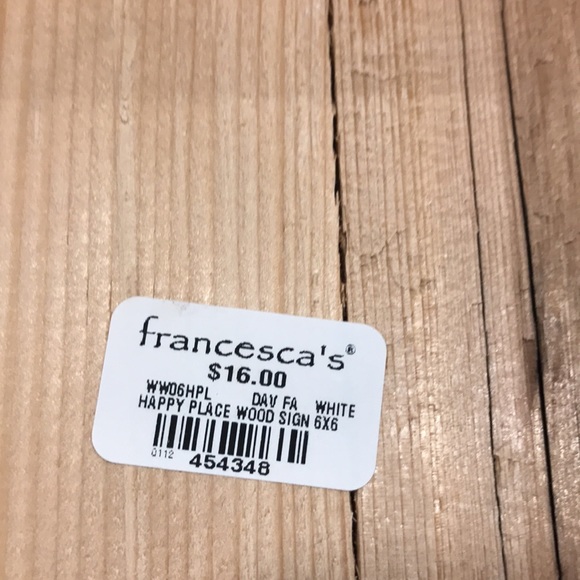 francesca's®
$16.00
WW06HPL DAV FA WHITE
HAPPY PLACE WOOD SIGN 6X6
0112 454348